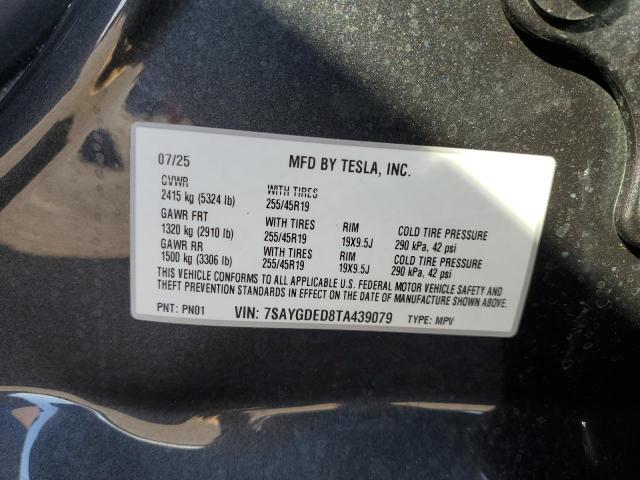 07/25 MFD BY TESLA, INC.
GVWR WITH TIRES
2415 kg (5324 lb) 255/45R19
GAWR FRT WITH TIRES RIM COLD TIRE PRESSURE
1320 kg (2910 lb) 255/45R19 19X9.5J 290 kPa, 42 psi
GAWR RR WITH TIRES RIM COLD TIRE PRESSURE
1500 kg (3306 lb) 255/45R19 19X9.5J 290 kPa, 42 psi
THIS VEHICLE CONFORMS TO ALL APPLICABLE U.S. FEDERAL MOTOR VEHICLE SAFETY AND
THEFT PREVENTION STANDARDS IN EFFECT ON THE DATE OF MANUFACTURE SHOWN ABOVE.
PNT: PN01 VIN: 7SAYGDED8TA439079 TYPE: MPV